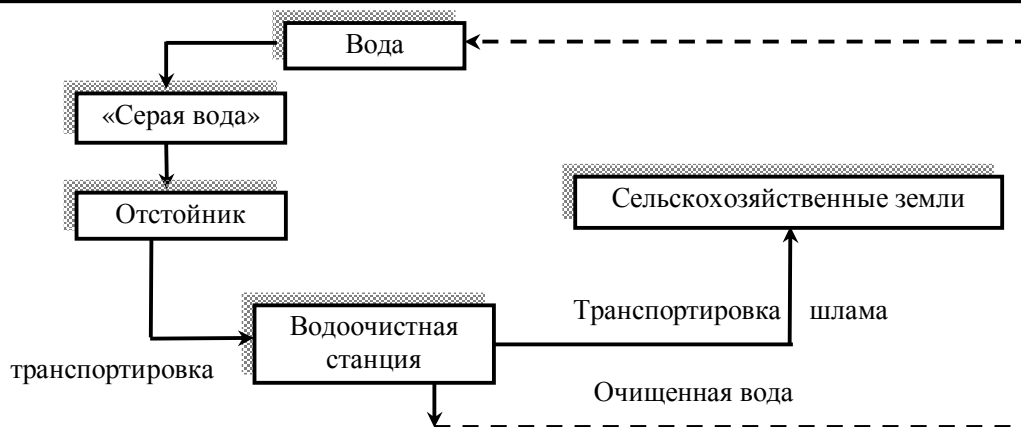 Вода
«Серая вода»
Отстойник
Сельскохозяйственные земли
Водоочистная
станция
Транспортировка шлама
транспортировка
Очищенная вода